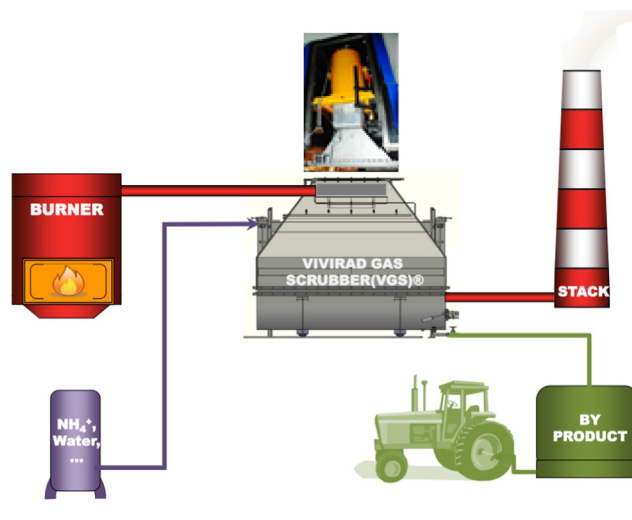 BURNER
VIVIRAD GAS
SCRUBBER(VGS)®
STACK
NH₄⁺,
Water,
...
BY
PRODUCT